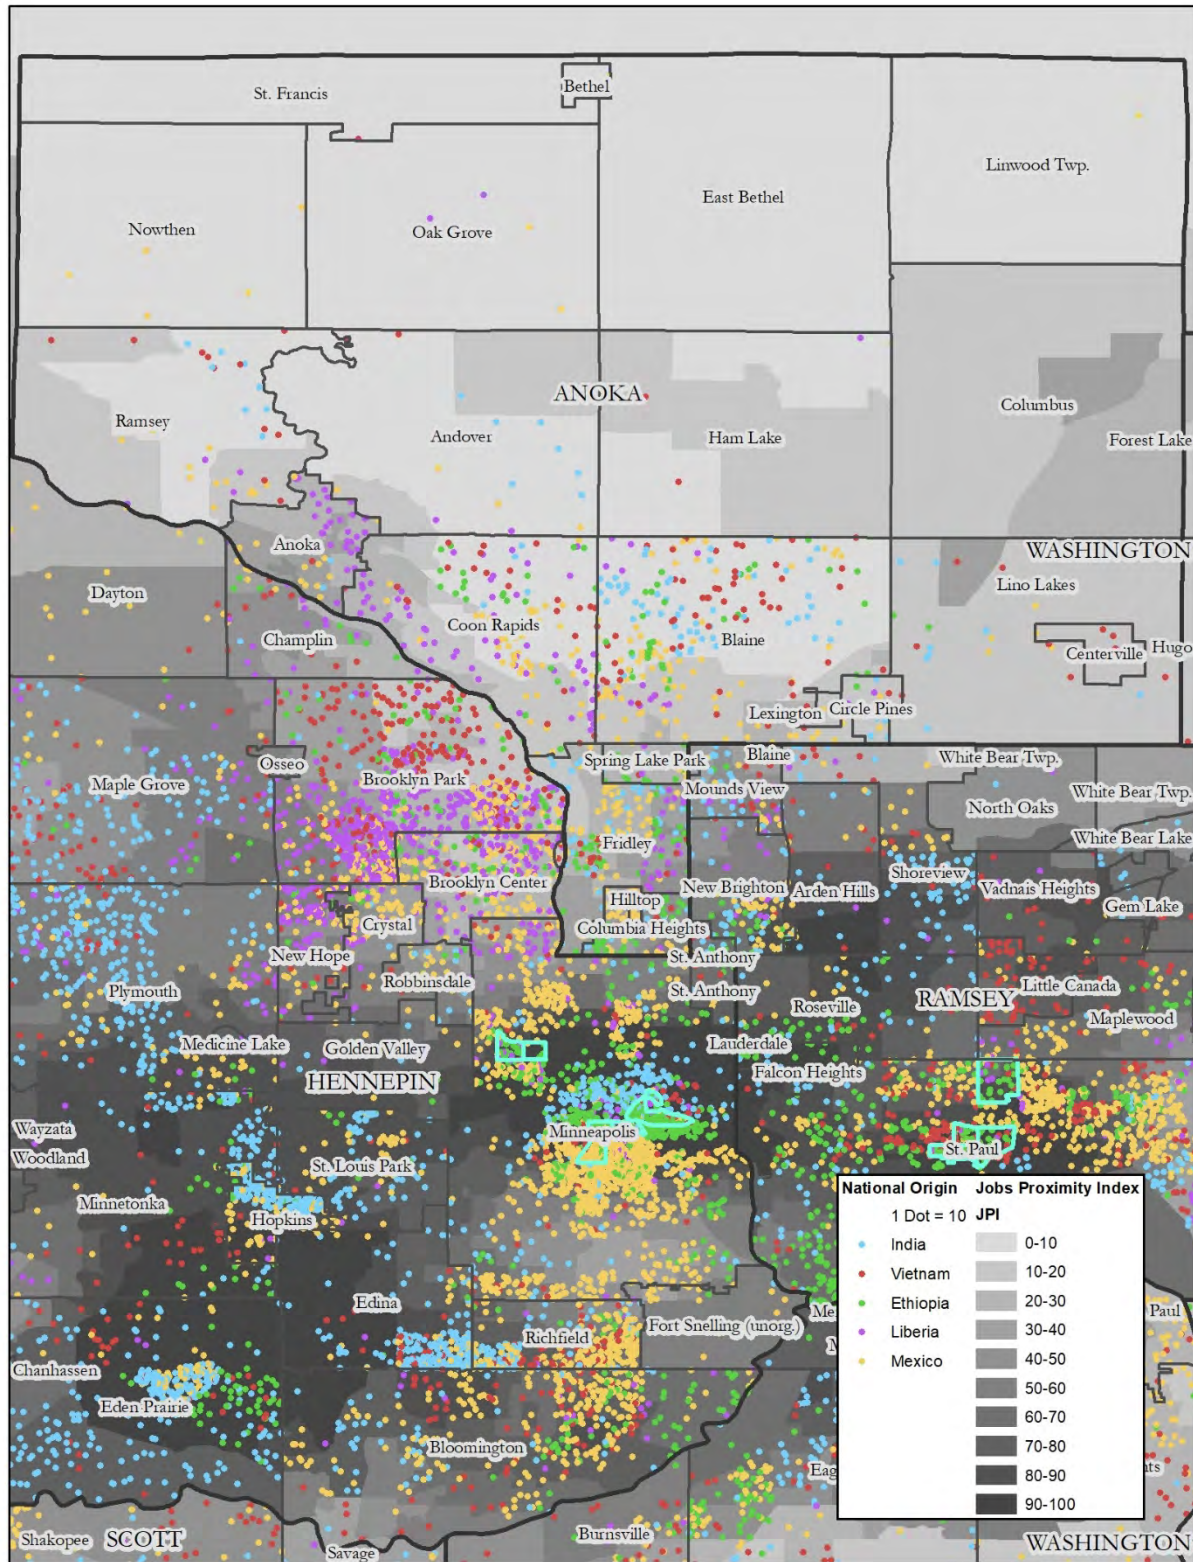 Bethel
St. Francis
Linwood Twp.
East Bethel
Nowthen
Oak Grove
ANOKA
Columbus
Ramsey
Andover
Ham Lake
Forest Lake
Anoka
WASHINGTON
Dayton
Lino Lakes
Coon Rapids
Champlin
Blaine
Centerville
Hugo
Lexington
Circle Pines
Osseo
Spring Lake Park
Blaine
White Bear Twp.
Brooklyn Park
Maple Grove
Mounds View
White Bear Twp.
North Oaks
Fridley
White Bear Lake
Shoreview
Brooklyn Center
New Brighton
Arden Hills
Vadnais Heights
Hilltop
Gem Lake
Crystal
Columbia Heights
New Hope
St. Anthony
Robbinsdale
Plymouth
St. Anthony
Little Canada
RAMSEY
Roseville
Maplewood
Medicine Lake
Golden Valley
Lauderdale
HENNEPIN
Falcon Heights
Wayzata
Minneapolis
St. Paul
Woodland
St. Louis Park
Minnetonka
Hopkins
National Origin
Jobs Proximity Index
1 Dot = 10
JPI
India
0-10
Vietnam
10-20
Ethiopia
20-30
Liberia
30-40
Mexico
40-50
50-60
60-70
70-80
80-90
90-100
Edina
Me
Paul
Richfield
Fort Snelling (unorg.)
M
Chanhassen
Eden Prairie
Bloomington
Eag
hts
Shakopee
SCOTT
Burnsville
WASHINGTON
Savage